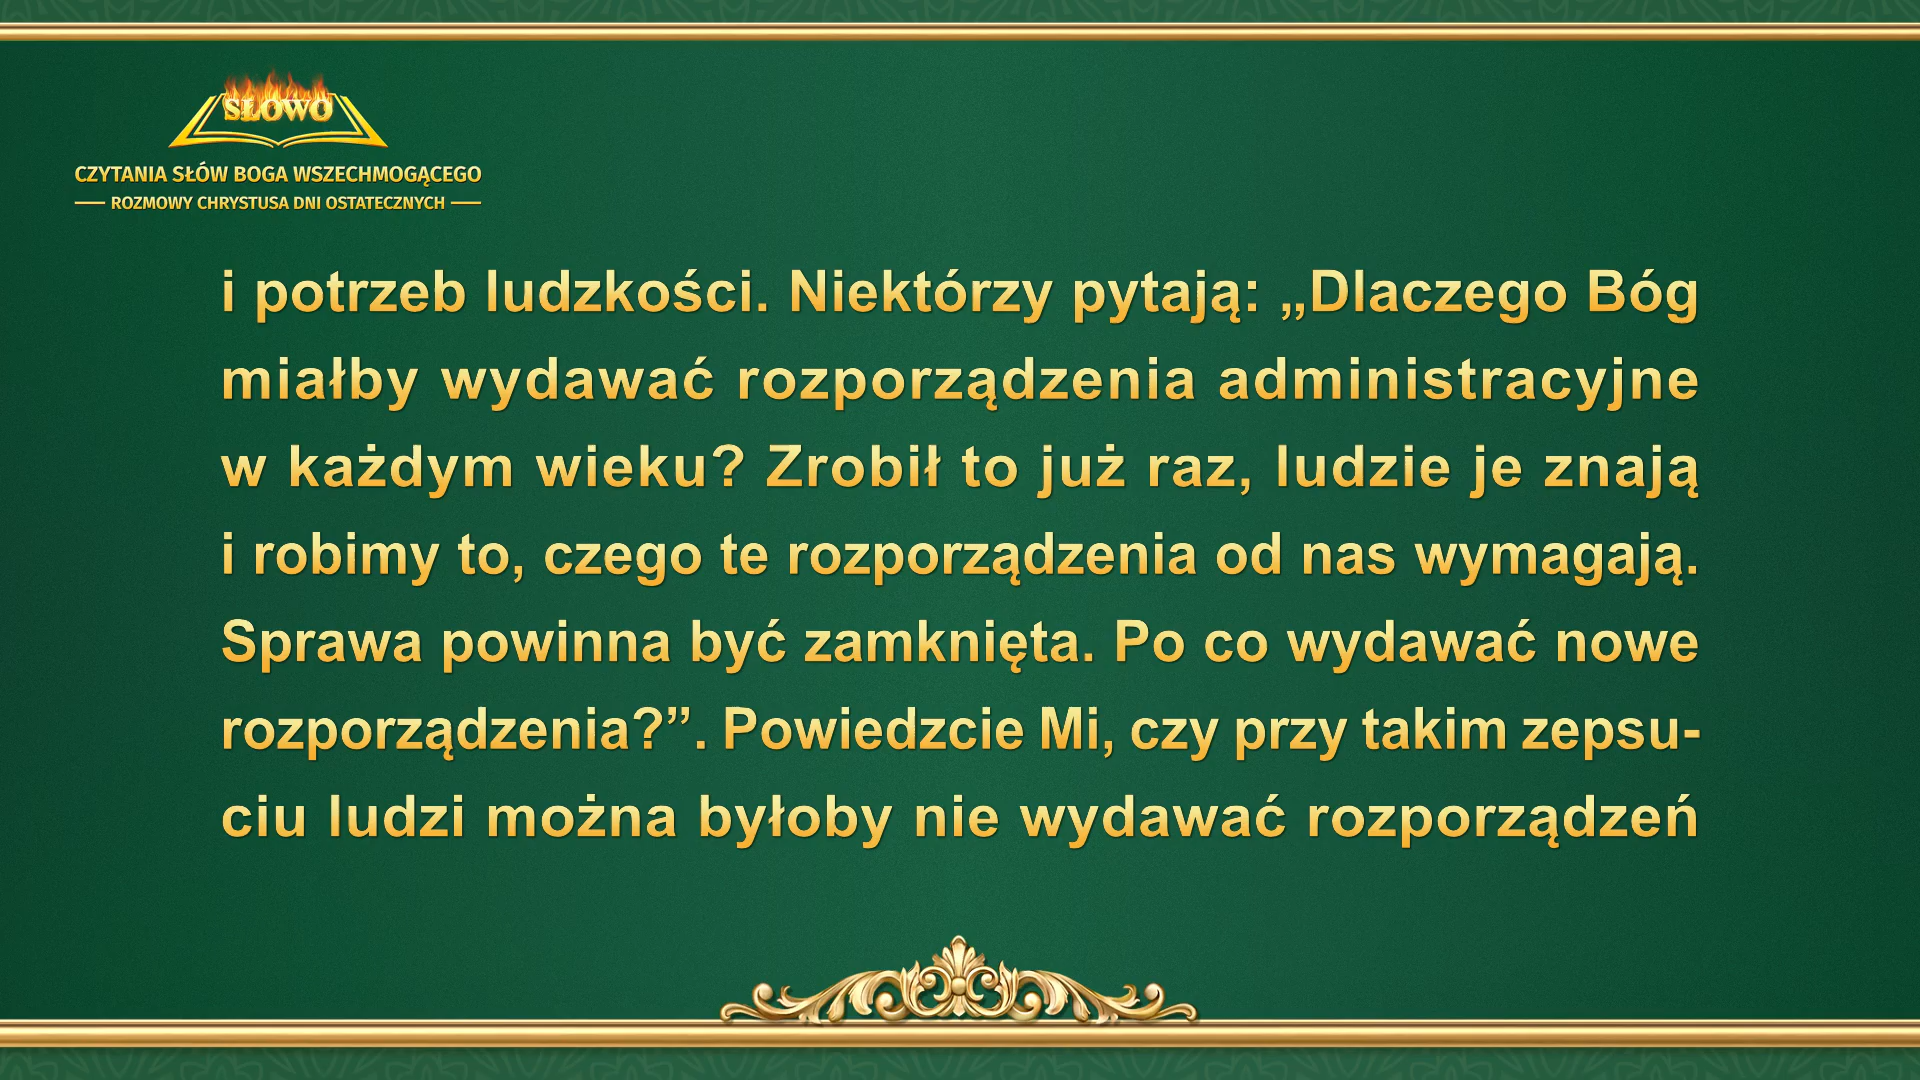 SŁOWO
CZYTANIA SŁÓW BOGA WSZECHMOGĄCEGO
ROZMOWY CHRYSTUSA DNI OSTATECZNYCH
i potrzeb ludzkości. Niektórzy pytają: „Dlaczego Bóg
miałby wydawać rozporządzenia administracyjne
w każdym wieku? Zrobił to już raz, ludzie je znają
i robimy to, czego te rozporządzenia od nas wymagają.
Sprawa powinna być zamknięta. Po co wydawać nowe
rozporządzenia?”. Powiedzcie Mi, czy przy takim zepsu-
ciu ludzi można byłoby nie wydawać rozporządzeń